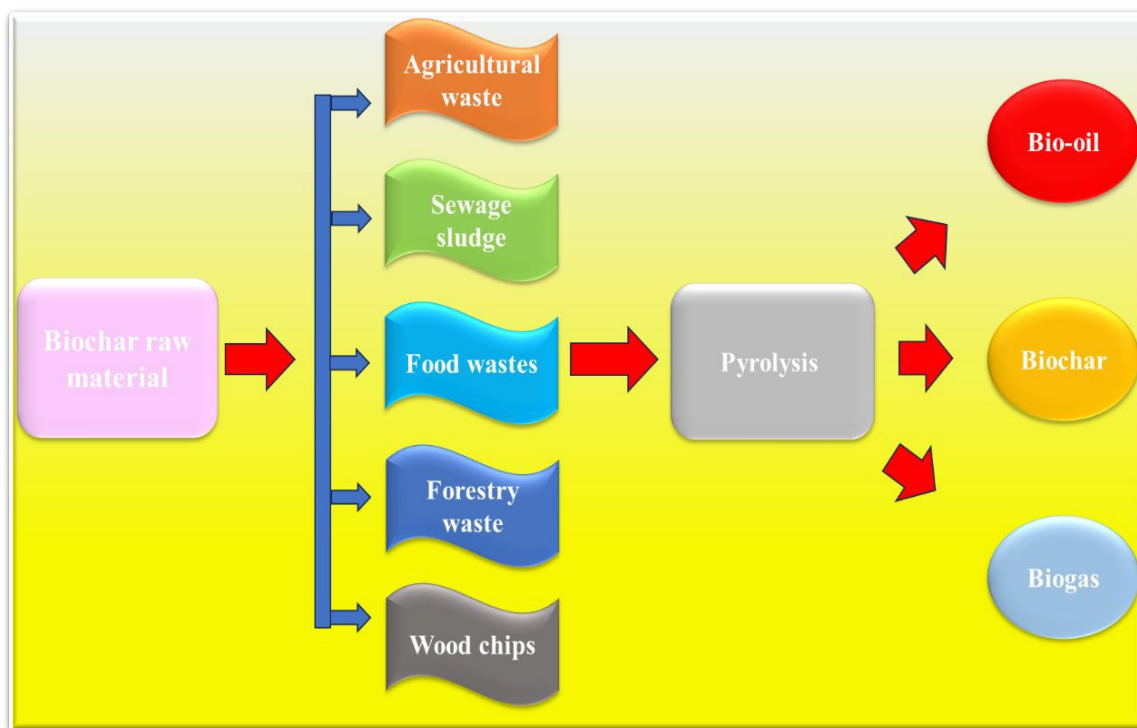 Biochar raw
material
Agricultural
waste
Sewage
sludge
Food wastes
Forestry
waste
Wood chips
Pyrolysis
Bio-oil
Biochar
Biogas